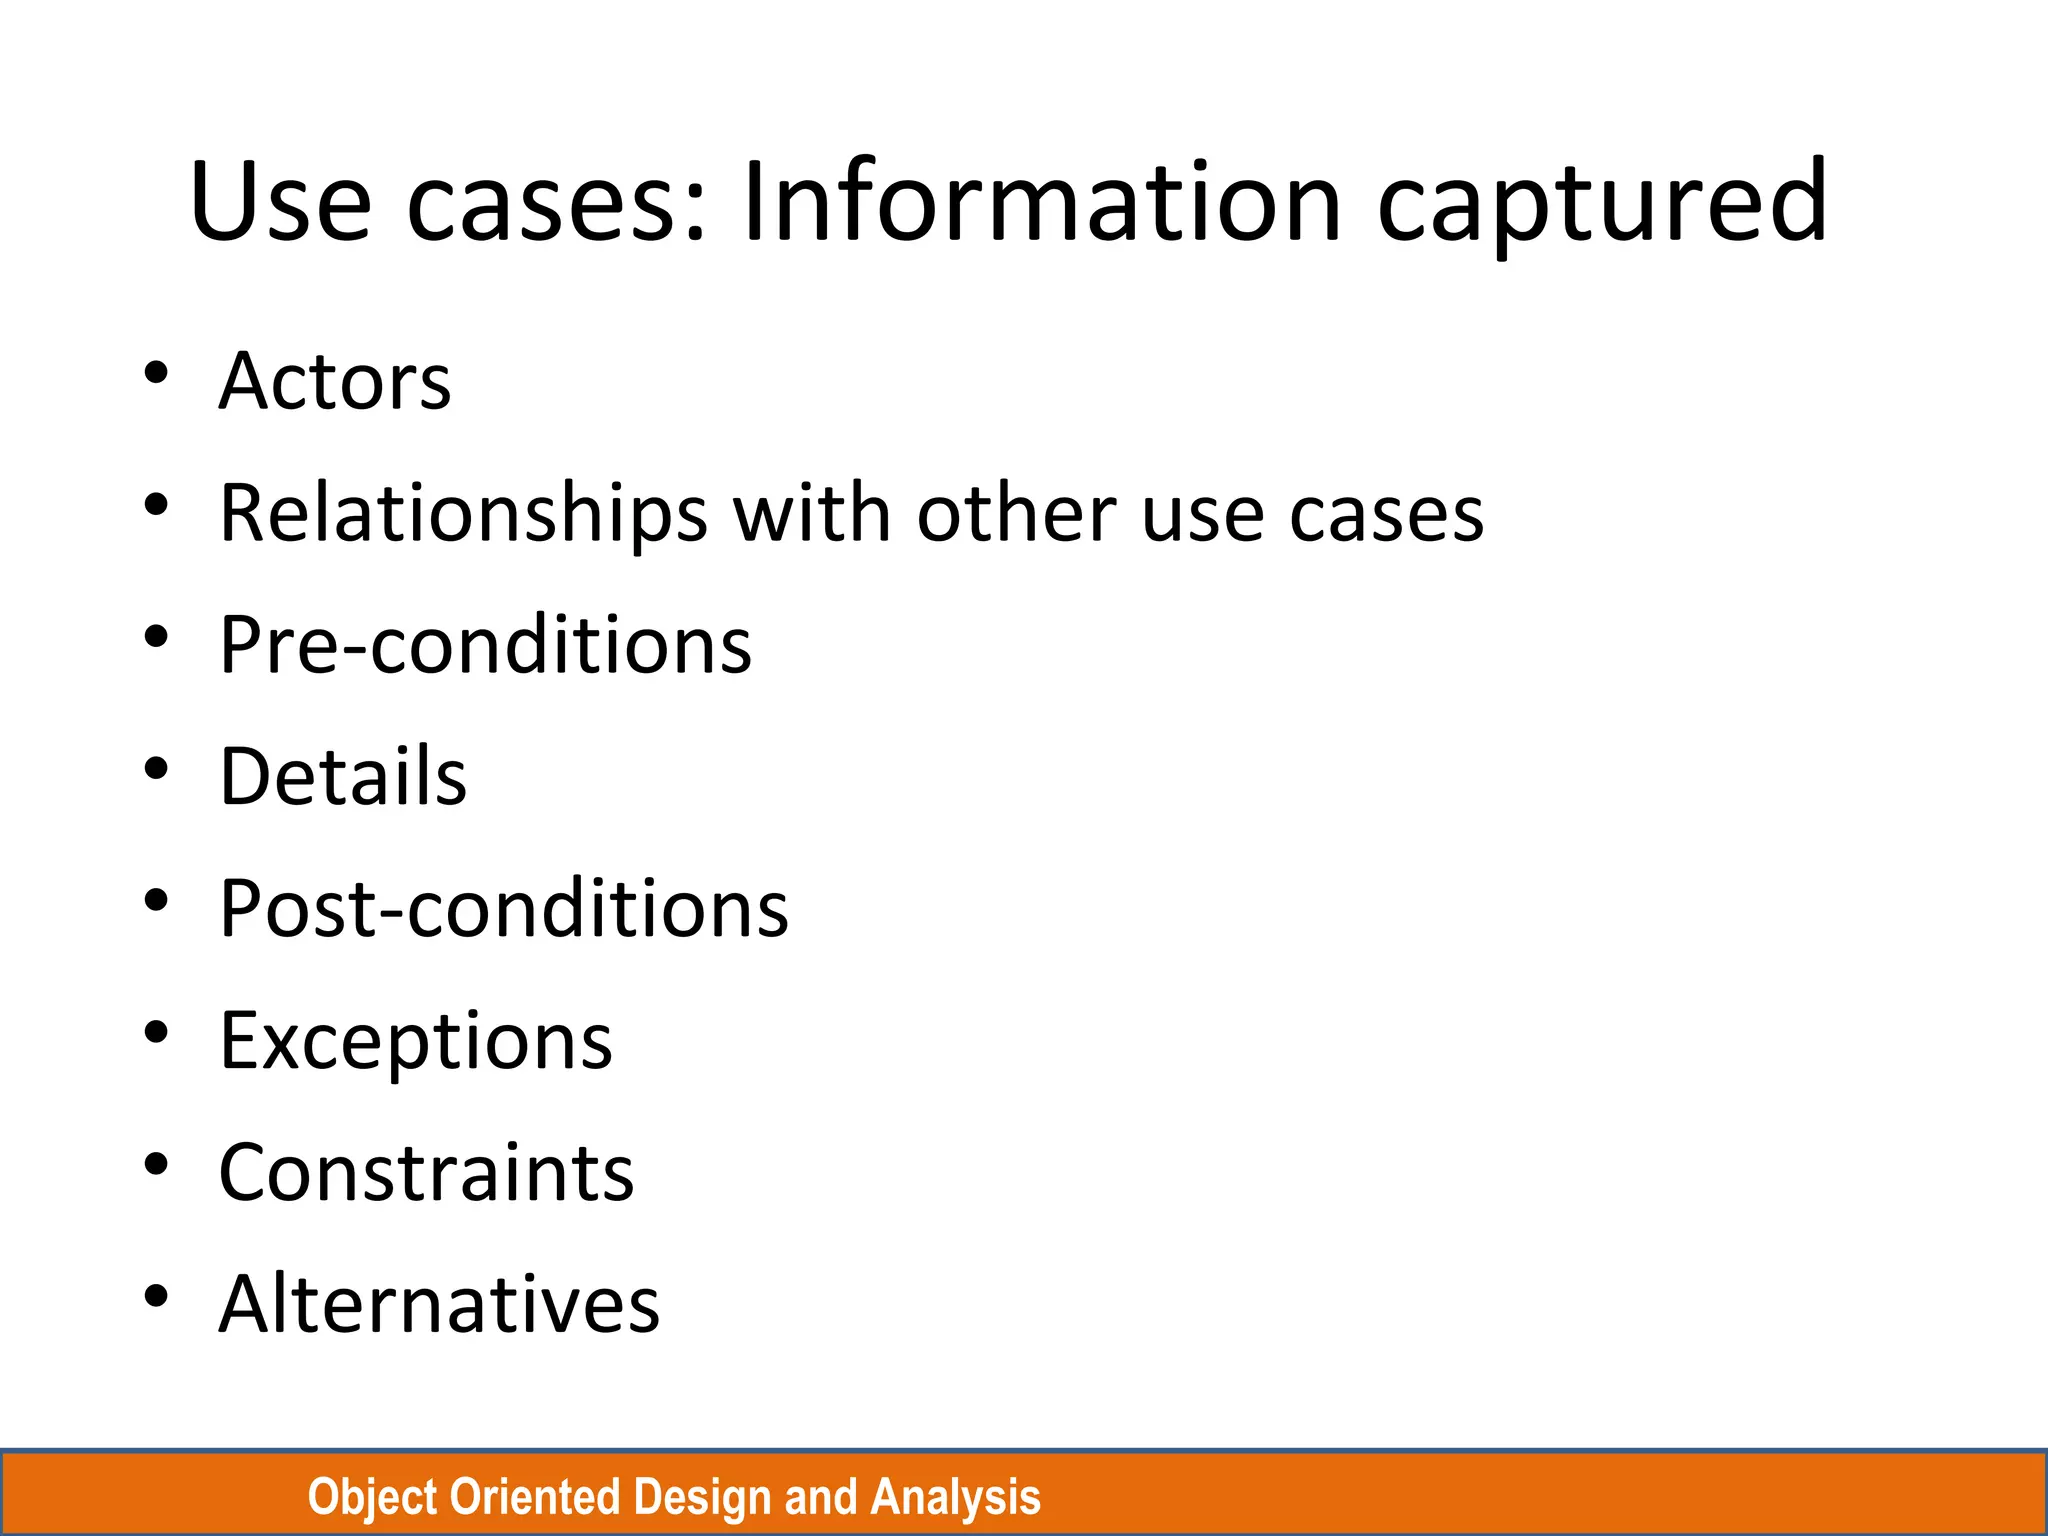 Use cases: Information captured
• Actors
• Relationships with other use cases
• Pre-conditions
• Details
• Post-conditions
• Exceptions
• Constraints
• Alternatives
Object Oriented Design and Analysis